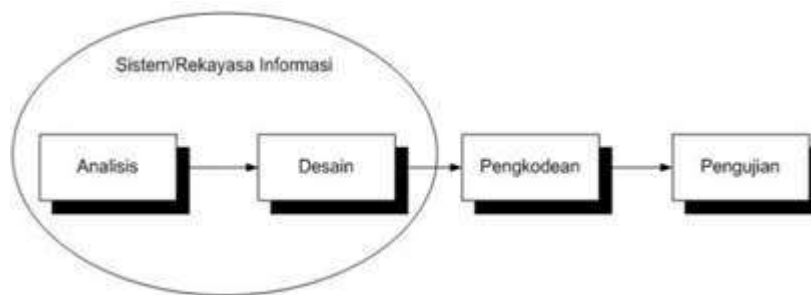 Sistem/Rekayasa Informasi
Analisis
Desain
Pengkodean
Pengujian